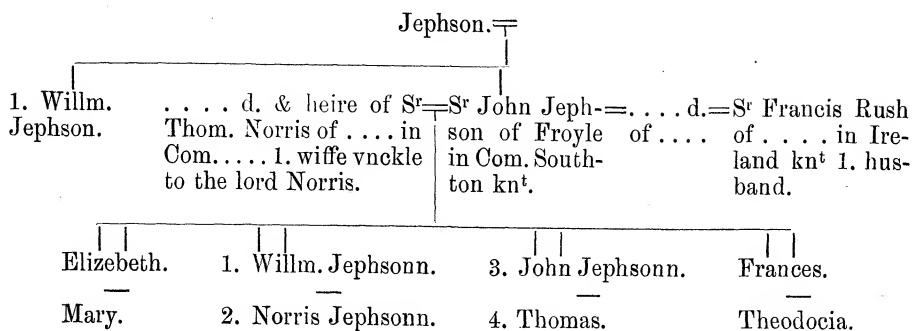 Jephson.
1. Willm.
Jephson.
. . . . d. & heire of Sʳ
Thom. Norris of . . . . in
Com. . . . . 1. wiffe vnckle
to the lord Norris.
Sʳ John Jeph-
son of Froyle
in Com. South-
ton knᵗ.
. . . . d.
of . . . .
Sʳ Francis Rush
of . . . . in Ire-
land knᵗ 1. hus-
band.
Elizebeth.
Mary.
1. Willm. Jephsonn.
2. Norris Jephsonn.
3. John Jephsonn.
4. Thomas.
Frances.
Theodocia.